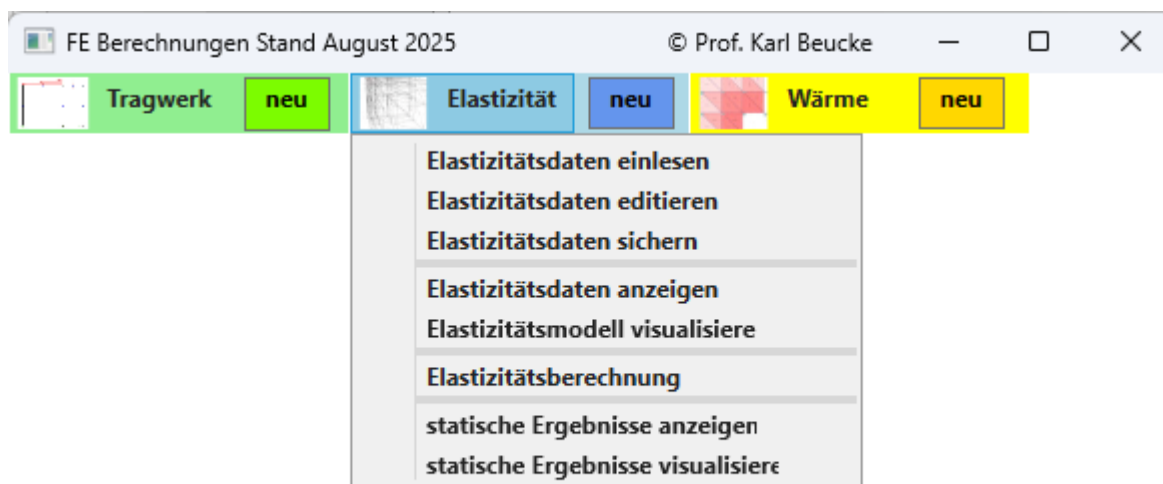 FE Berechnungen Stand August 2025 © Prof. Karl Beucke
Tragwerk neu Elastizität neu Wärme neu
Elastizitätsdaten einlesen
Elastizitätsdaten editieren
Elastizitätsdaten sichern
Elastizitätsdaten anzeigen
Elastizitätsmodell visualisiere
Elastizitätsberechnung
statische Ergebnisse anzeigen
statische Ergebnisse visualisiere